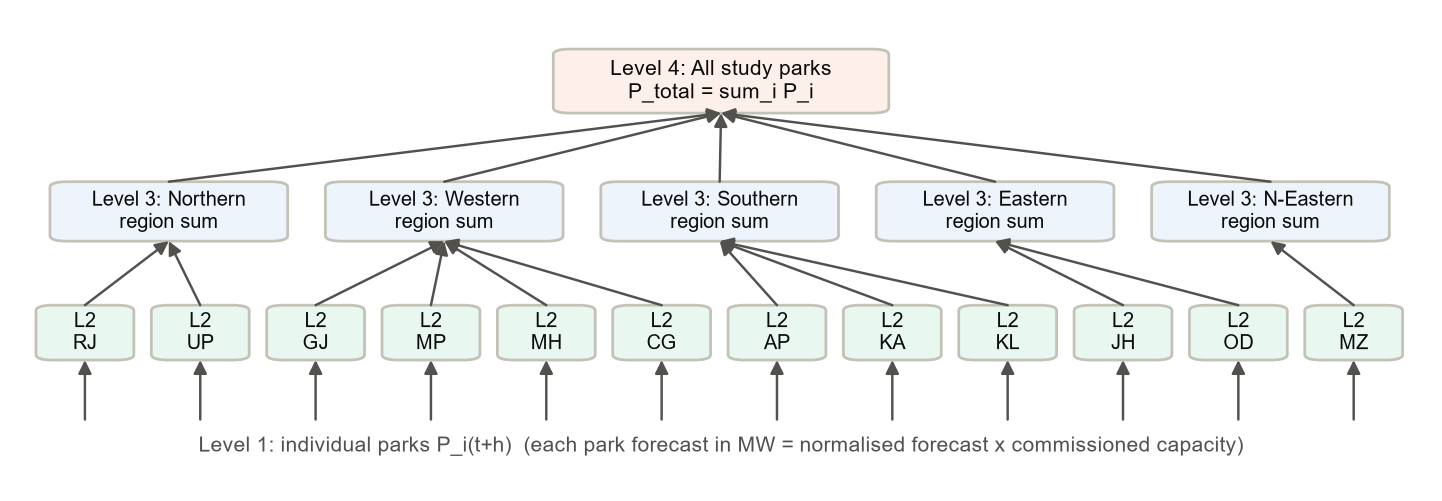 Level 4: All study parks
P_total = sum_i P_i
Level 3: Northern
region sum
Level 3: Western
region sum
Level 3: Southern
region sum
Level 3: Eastern
region sum
Level 3: N-Eastern
region sum
L2
RJ
L2
UP
L2
GJ
L2
MP
L2
MH
L2
CG
L2
AP
L2
KA
L2
KL
L2
JH
L2
OD
L2
MZ
Level 1: individual parks P_i(t+h)  (each park forecast in MW = normalised forecast x commissioned capacity)